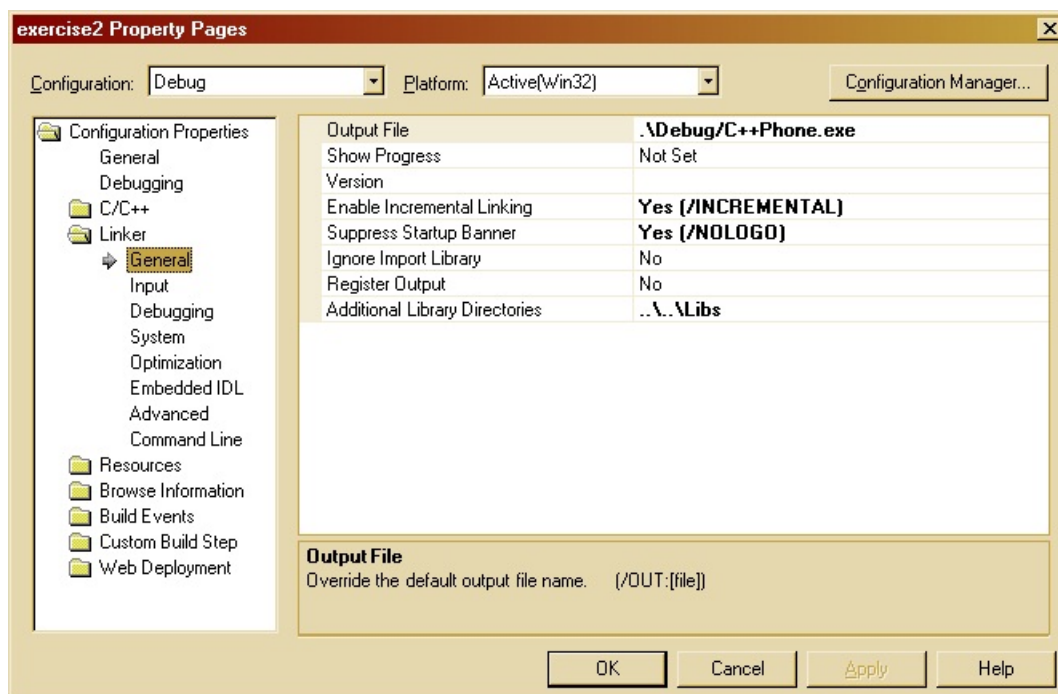 exercise2 Property Pages
Configuration: Debug Platform: Active(Win32) Configuration Manager...
Configuration Properties
General
Debugging
C/C++
Linker
General
Input
Debugging
System
Optimization
Embedded IDL
Advanced
Command Line
Resources
Browse Information
Build Events
Custom Build Step
Web Deployment
Output File .\Debug/C++Phone.exe
Show Progress Not Set
Version
Enable Incremental Linking Yes (/INCREMENTAL)
Suppress Startup Banner Yes (/NOLOGO)
Ignore Import Library No
Register Output No
Additional Library Directories ..\..\Libs
Output File
Override the default output file name. (/OUT:[file])
OK Cancel Apply Help